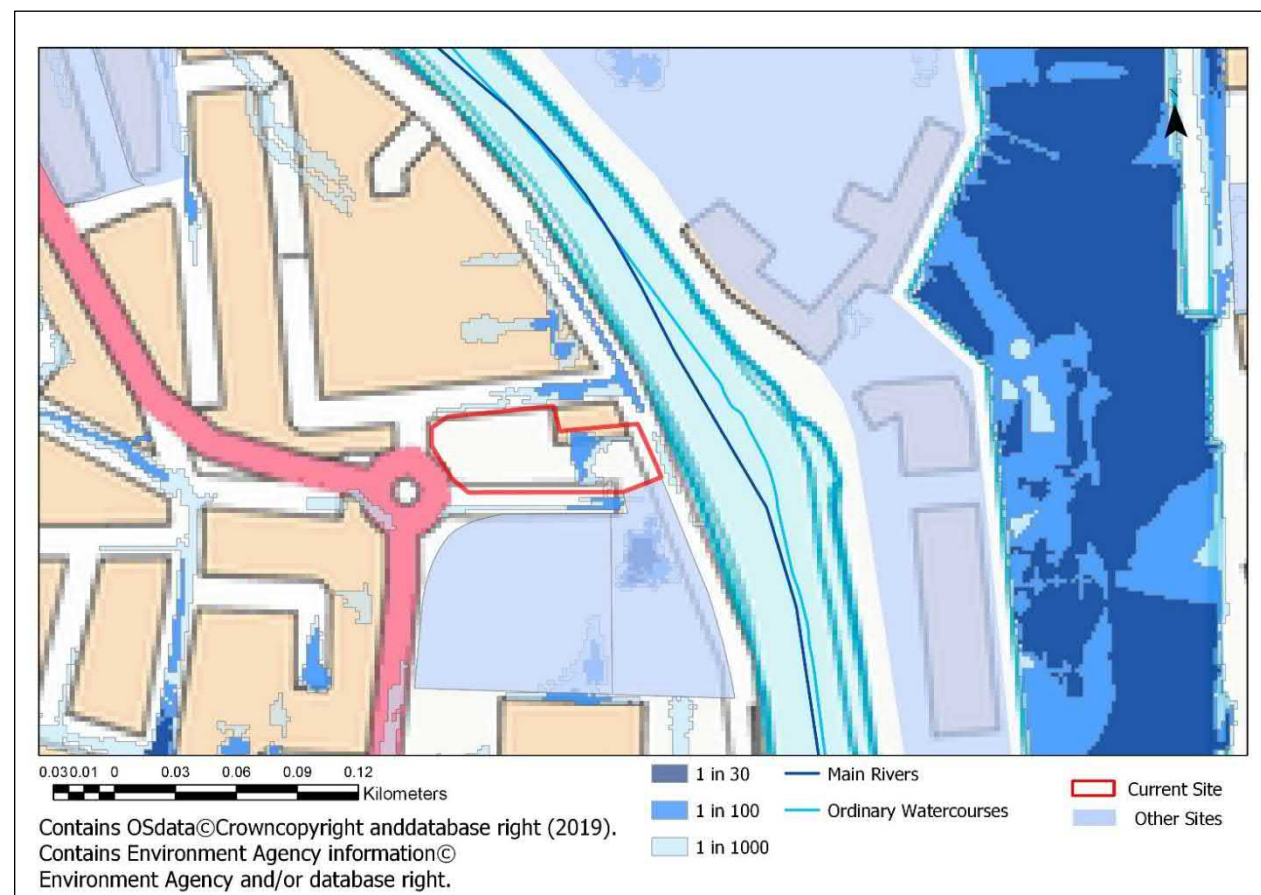 0.03 0.01 0 0.03 0.06 0.09 0.12
Kilometers
Contains OSdata©Crowncopyright anddatabase right (2019).
Contains Environment Agency information©
Environment Agency and/or database right.
1 in 30
1 in 100
1 in 1000
Main Rivers
Ordinary Watercourses
Current Site
Other Sites